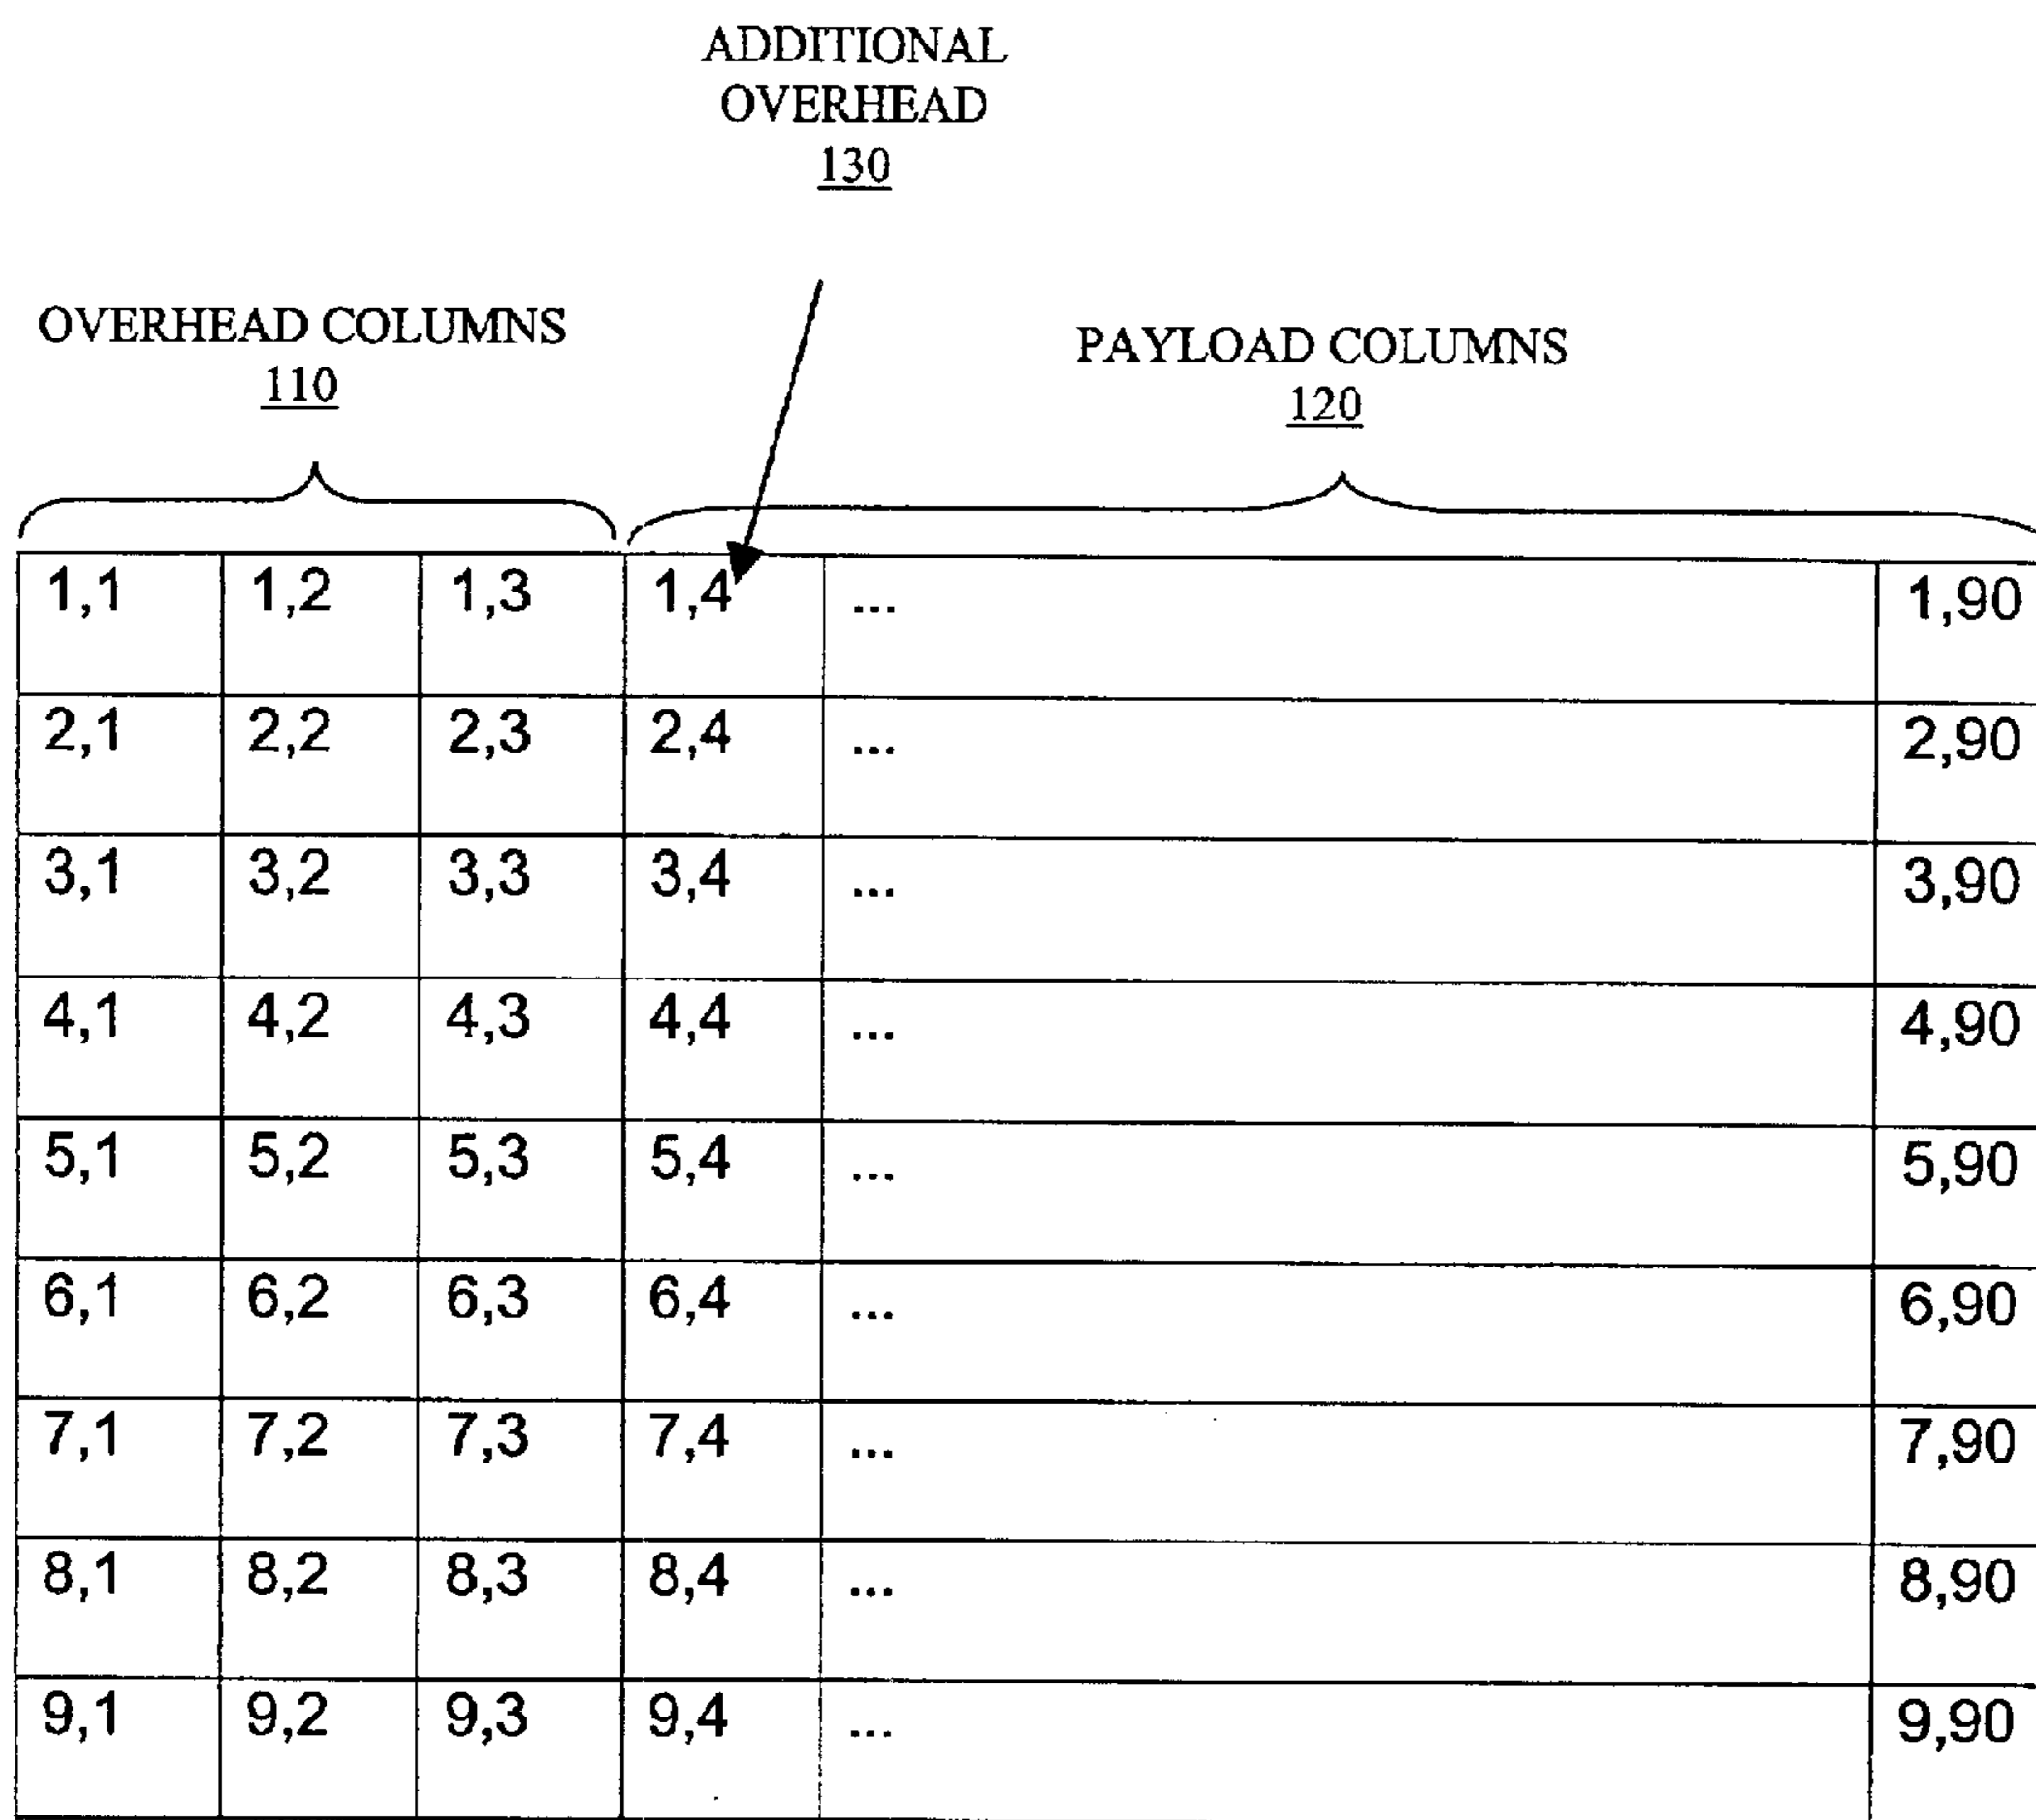 ADDITIONAL
OVERHEAD
130
OVERHEAD COLUMNS
110
PAYLOAD COLUMNS
120
1,1 1,2 1,3 1,4 ... 1,90
2,1 2,2 2,3 2,4 ... 2,90
3,1 3,2 3,3 3,4 ... 3,90
4,1 4,2 4,3 4,4 ... 4,90
5,1 5,2 5,3 5,4 ... 5,90
6,1 6,2 6,3 6,4 ... 6,90
7,1 7,2 7,3 7,4 ... 7,90
8,1 8,2 8,3 8,4 ... 8,90
9,1 9,2 9,3 9,4 ... 9,90